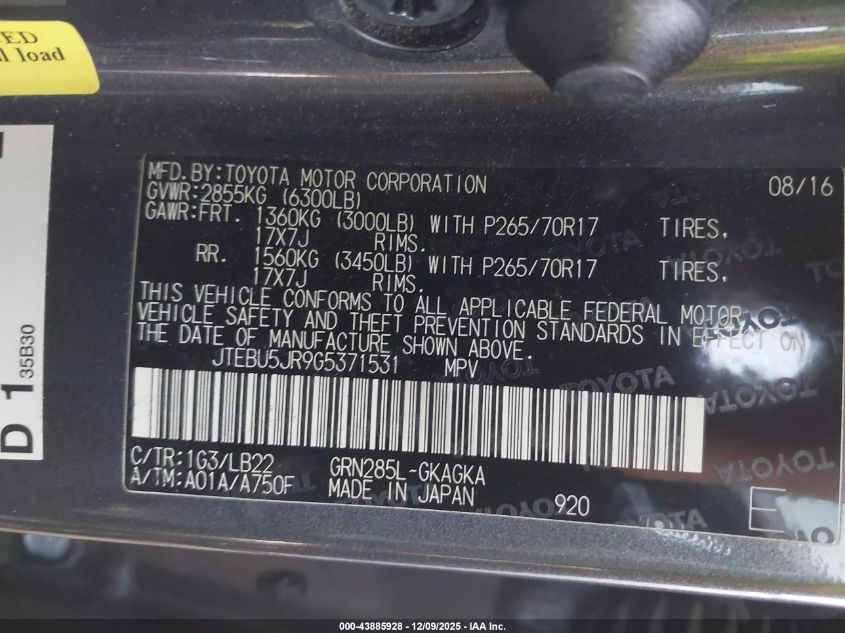 ED
l load
D 1
35B30
MFD.BY:TOYOTA MOTOR CORPORATION 08/16
GVWR:2855KG (6300LB)
GAWR:FRT. 1360KG (3000LB) WITH P265/70R17 TIRES,
17X7J RIMS.
RR. 1560KG (3450LB) WITH P265/70R17 TIRES,
17X7J RIMS.
THIS VEHICLE CONFORMS TO ALL APPLICABLE FEDERAL MOTOR
VEHICLE SAFETY AND THEFT PREVENTION STANDARDS IN EFFECT ON
THE DATE OF MANUFACTURE SHOWN ABOVE.
JTEBU5JR9G5371531 MPV
C/TR:1G3/LB22 GRN285L-GKAGKA
A/TM:A01A/A750F MADE IN JAPAN 920 E
TOYOTA
000-43885928 - 12/09/2025 - IAA Inc.